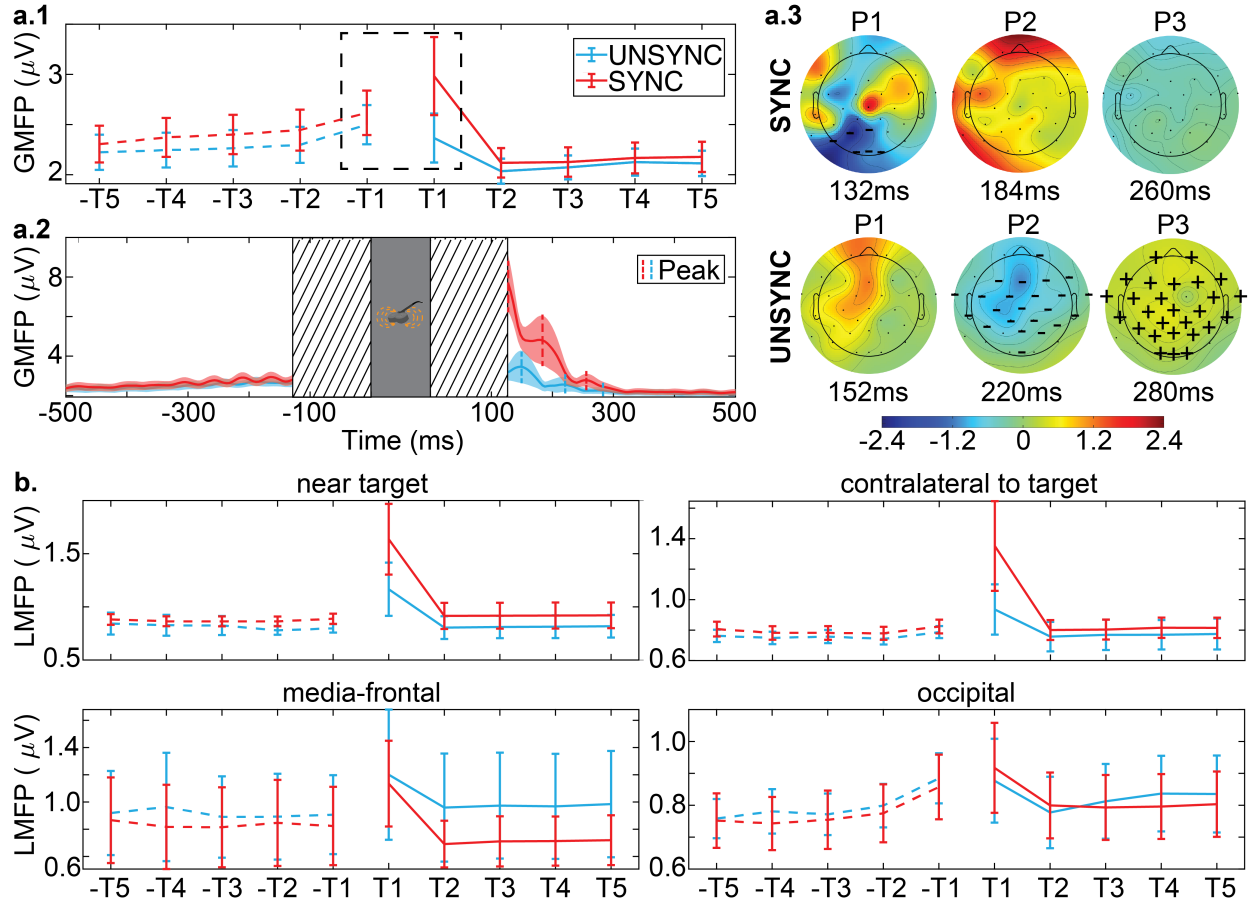 a.1
GMFP (μV)
3
2
UNSYNC
SYNC
-T5 -T4 -T3 -T2 -T1 T1 T2 T3 T4 T5
a.2
GMFP (μV)
8
4
Peak
-500 -300 -100 100 300 500
Time (ms)
a.3
P1 P2 P3
SYNC
132ms 184ms 260ms
P1 P2 P3
UNSYNC
152ms 220ms 280ms
-2.4 -1.2 0 1.2 2.4
b.
near target
LMFP ( μV)
1.5
0.5
contralateral to target
1.4
1.0
0.6
media-frontal
LMFP ( μV)
1.4
1.0
0.6
-T5 -T4 -T3 -T2 -T1 T1 T2 T3 T4 T5
occipital
1.0
0.8
0.6
-T5 -T4 -T3 -T2 -T1 T1 T2 T3 T4 T5